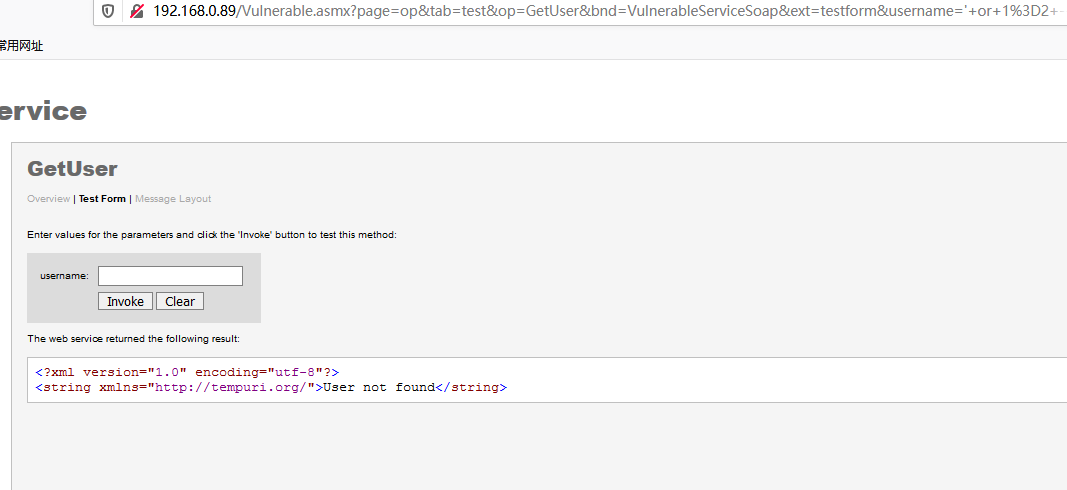 192.168.0.89/Vulnerable.asmx?page=op&tab=test&op=GetUser&bnd=VulnerableServiceSoap&ext=testform&username='+or+1%3D2+-
常用网址
ervice
GetUser
Overview | Test Form | Message Layout
Enter values for the parameters and click the 'Invoke' button to test this method:
username:
Invoke Clear
The web service returned the following result:
<?xml version="1.0" encoding="utf-8"?>
<string xmlns="http://tempuri.org/">User not found</string>